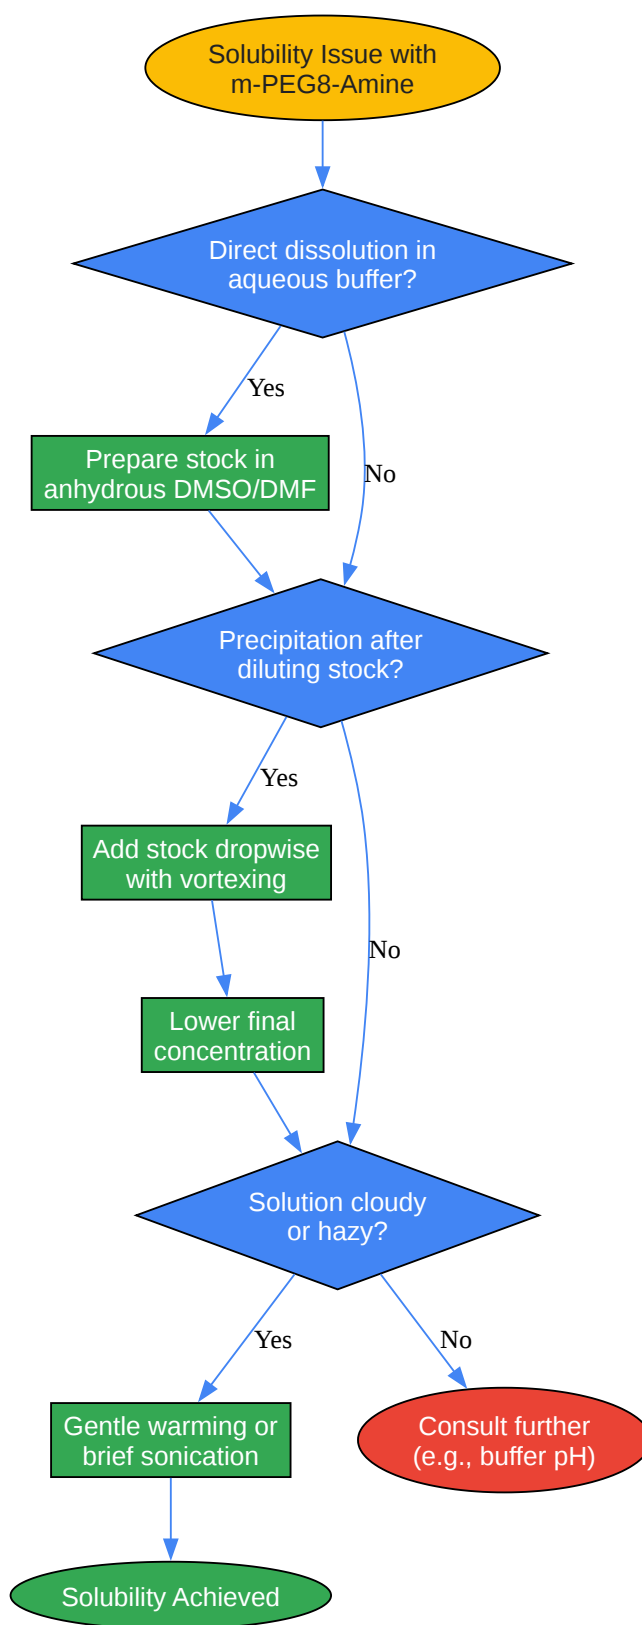 Solubility Issue with
m-PEG8-Amine
Direct dissolution in
aqueous buffer?
Yes
Prepare stock in
anhydrous DMSO/DMF
No
Precipitation after
diluting stock?
Yes
Add stock dropwise
with vortexing
No
Lower final
concentration
Solution cloudy
or hazy?
Yes
No
Gentle warming or
brief sonication
Consult further
(e.g., buffer pH)
Solubility Achieved